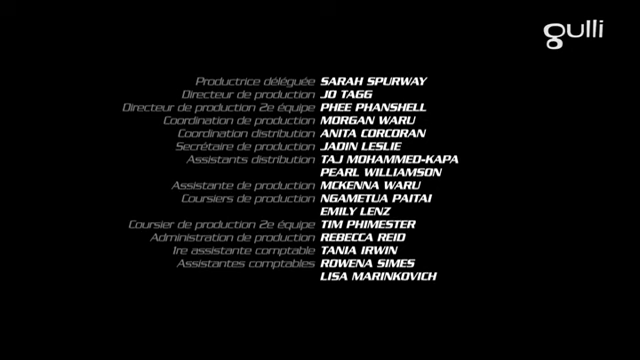 gulli
Productrice déléguée SARAH SPURWAY
Directeur de production JO TAGG
Directeur de production 2e équipe PHEE PHANSHELL
Coordination de production MORGAN WARU
Coordination distribution ANITA CORCORAN
Secrétaire de production JADIN LESLIE
Assistants distribution TAJ MOHAMMED-KAPA
PEARL WILLIAMSON
Assistante de production MCKENNA WARU
Coursiers de production NGAMETUA PAITAI
EMILY LENZ
Coursier de production 2e équipe TIM PHIMESTER
Administration de production REBECCA REID
1re assistante comptable TANIA IRWIN
Assistantes comptables ROWENA SIMES
LISA MARINKOVICH